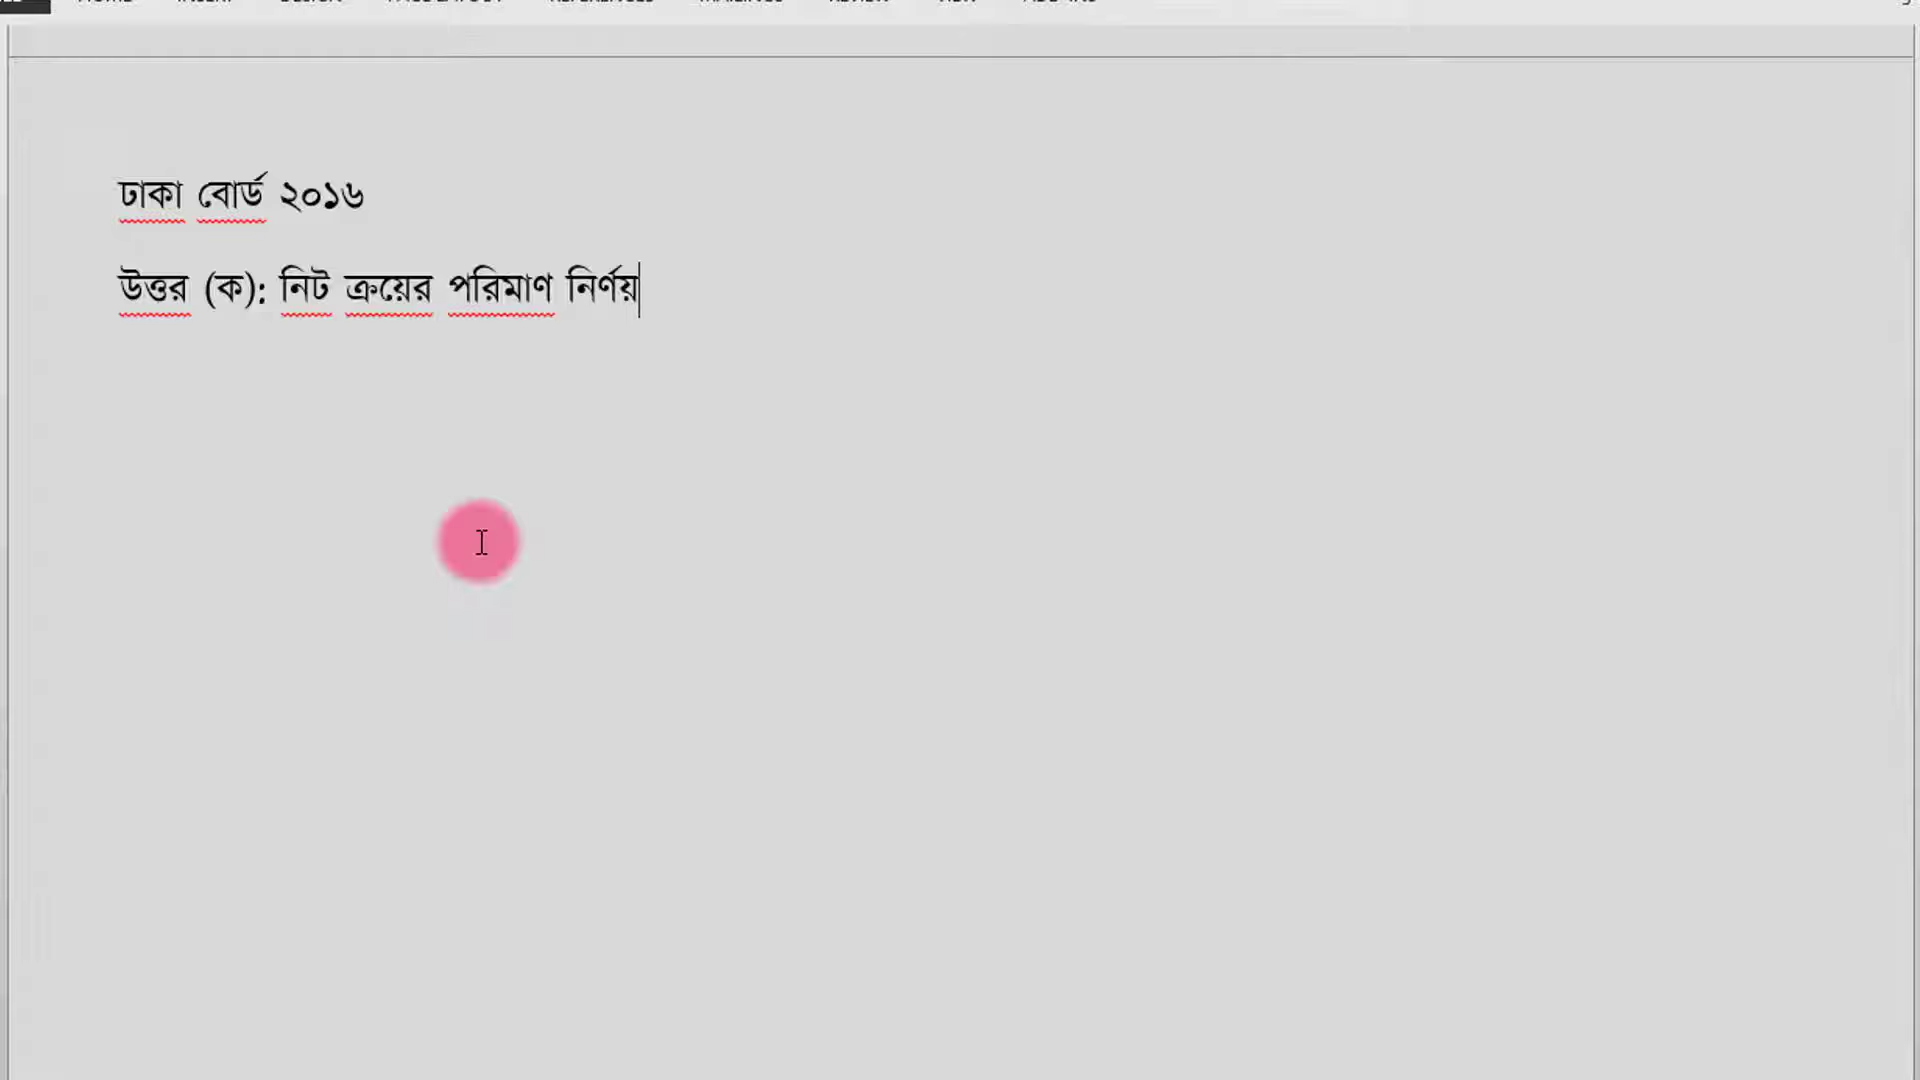 ঢাকা বোর্ড ২০১৬
উত্তর (ক): নিট ক্রয়ের পরিমাণ নির্ণয়